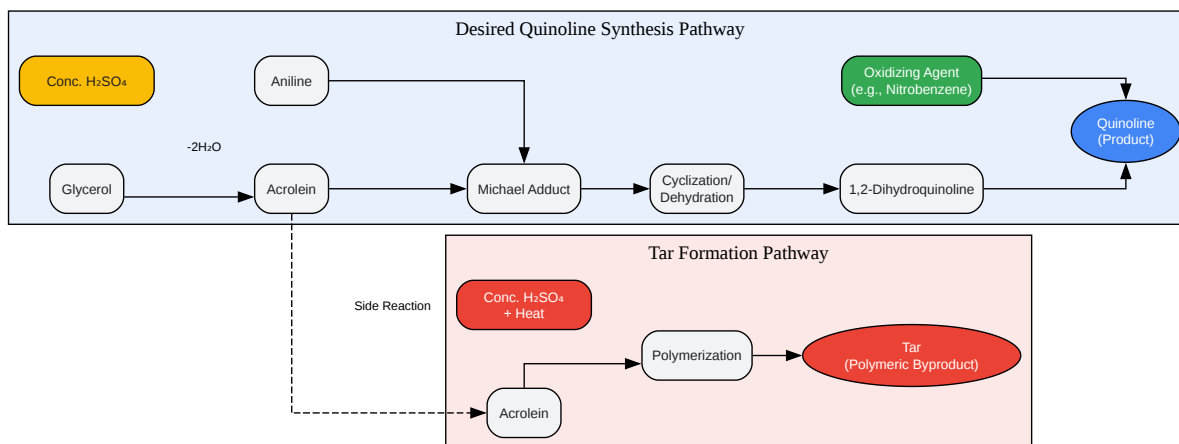 Desired Quinoline Synthesis Pathway
Conc. H₂SO₄
Aniline
Oxidizing Agent
(e.g., Nitrobenzene)
Quinoline
(Product)
-2H₂O
Glycerol
Acrolein
Michael Adduct
Cyclization/
Dehydration
1,2-Dihydroquinoline
Tar Formation Pathway
Side Reaction
Conc. H₂SO₄
+ Heat
Polymerization
Tar
(Polymeric Byproduct)
Acrolein